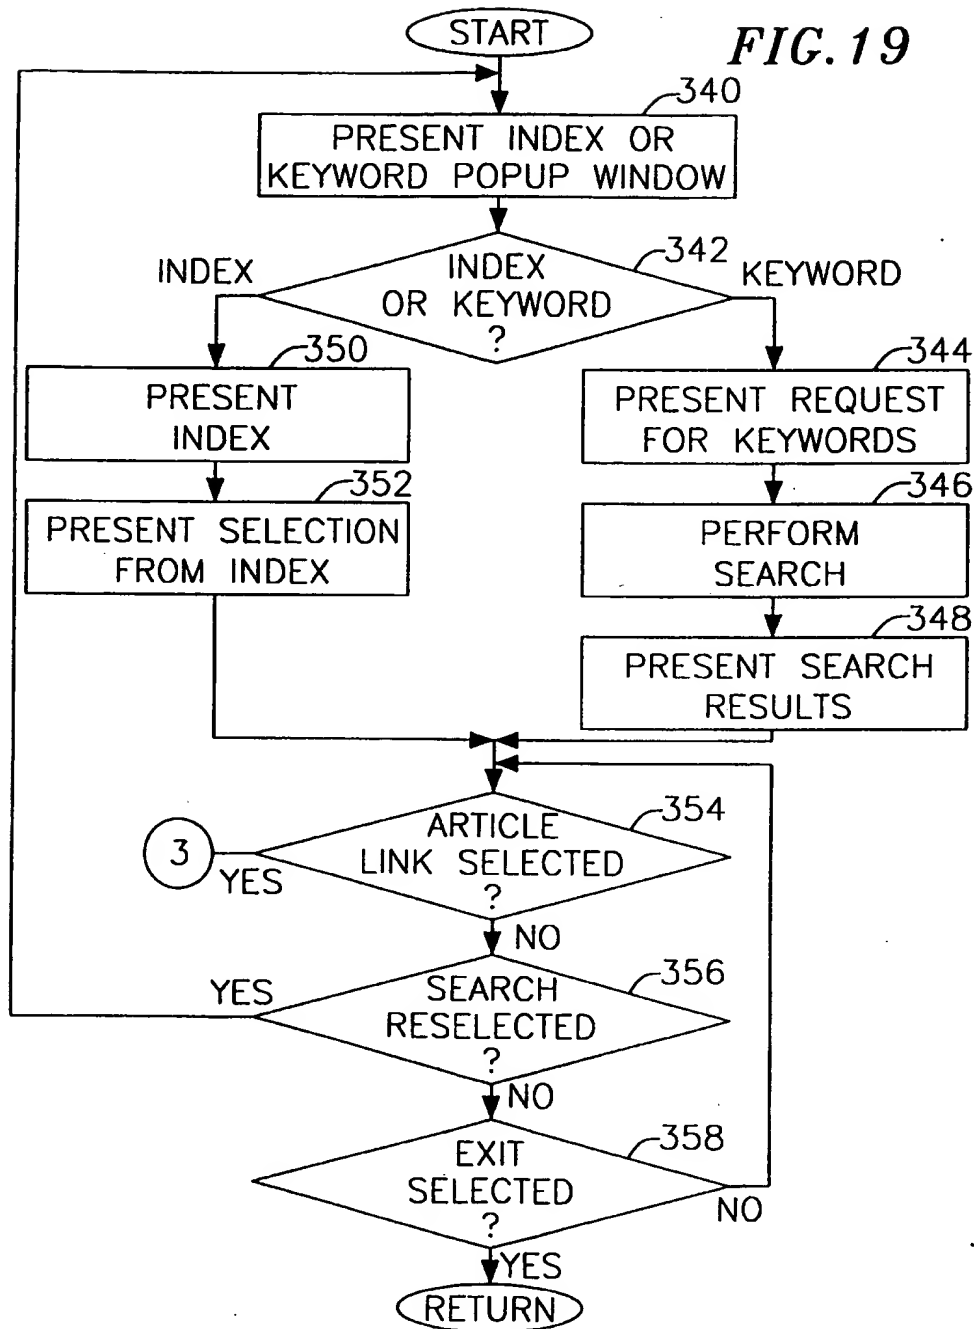 START
FIG.19
340
PRESENT INDEX OR
KEYWORD POPUP WINDOW
342
INDEX
INDEX
OR KEYWORD
?
KEYWORD
350
PRESENT
INDEX
344
PRESENT REQUEST
FOR KEYWORDS
352
PRESENT SELECTION
FROM INDEX
346
PERFORM
SEARCH
348
PRESENT SEARCH
RESULTS
354
ARTICLE
LINK SELECTED
?
3
YES
NO
356
YES
SEARCH
RESELECTED
?
NO
358
EXIT
SELECTED
?
NO
YES
RETURN